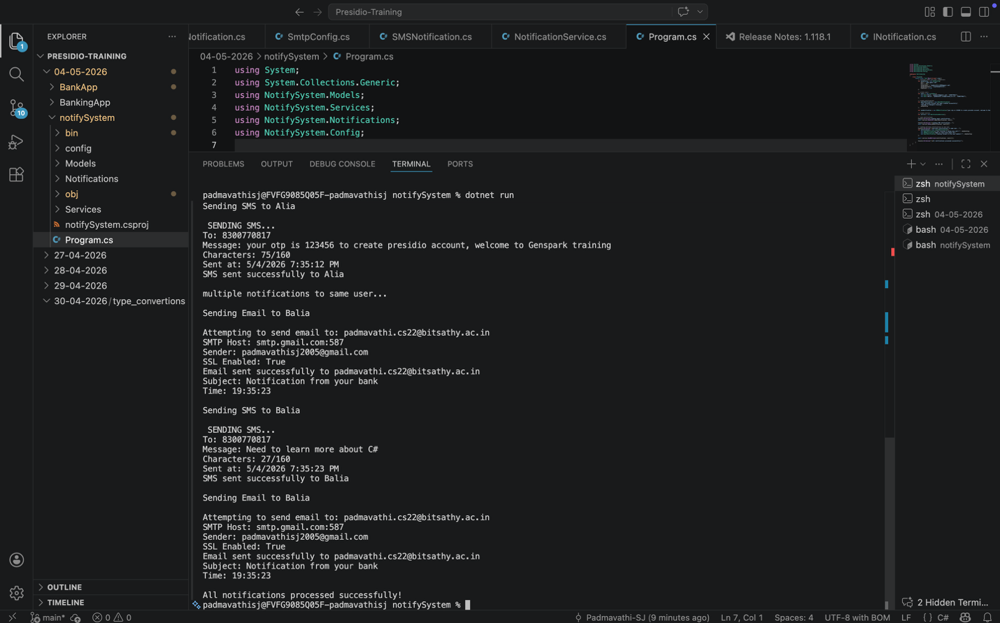 Presidio-Training
EXPLORER
Notification.cs
SmtpConfig.cs
SMSNotification.cs
NotificationService.cs
Program.cs
Release Notes: 1.118.1
INotification.cs
PRESIDIO-TRAINING
04-05-2026
BankApp
BankingApp
notifySystem
bin
config
Models
Notifications
obj
Services
notifySystem.csproj
Program.cs
27-04-2026
28-04-2026
29-04-2026
30-04-2026/type_convertions
OUTLINE
TIMELINE
1
10
04-05-2026 > notifySystem > Program.cs
1 using System;
2 using System.Collections.Generic;
3 using NotifySystem.Models;
4 using NotifySystem.Services;
5 using NotifySystem.Notifications;
6 using NotifySystem.Config;
7
PROBLEMS OUTPUT DEBUG CONSOLE TERMINAL PORTS
padmavathisj@FVFG9085Q05F-padmavathisj notifySystem % dotnet run
Sending SMS to Alia
SENDING SMS...
To: 8300770817
Message: your otp is 123456 to create presidio account, welcome to Genspark training
Characters: 75/160
Sent at: 5/4/2026 7:35:12 PM
SMS sent successfully to Alia
multiple notifications to same user...
Sending Email to Balia
Attempting to send email to: padmavathi.cs22@bitsathy.ac.in
SMTP Host: smtp.gmail.com:587
Sender: padmavathisj2005@gmail.com
SSL Enabled: True
Email sent successfully to padmavathi.cs22@bitsathy.ac.in
Subject: Notification from your bank
Time: 19:35:23
Sending SMS to Balia
SENDING SMS...
To: 8300770817
Message: Need to learn more about C#
Characters: 27/160
Sent at: 5/4/2026 7:35:23 PM
SMS sent successfully to Balia
Sending Email to Balia
Attempting to send email to: padmavathi.cs22@bitsathy.ac.in
SMTP Host: smtp.gmail.com:587
Sender: padmavathisj2005@gmail.com
SSL Enabled: True
Email sent successfully to padmavathi.cs22@bitsathy.ac.in
Subject: Notification from your bank
Time: 19:35:23
All notifications processed successfully!
padmavathisj@FVFG9085Q05F-padmavathisj notifySystem %
zsh notifySystem
zsh
zsh 04-05-2026
bash 04-05-2026
bash notifySystem
2 Hidden Termi...
main* 0 0 Padmavathi-SJ (9 minutes ago) Ln 7, Col 1 Spaces: 4 UTF-8 with BOM LF {} C#